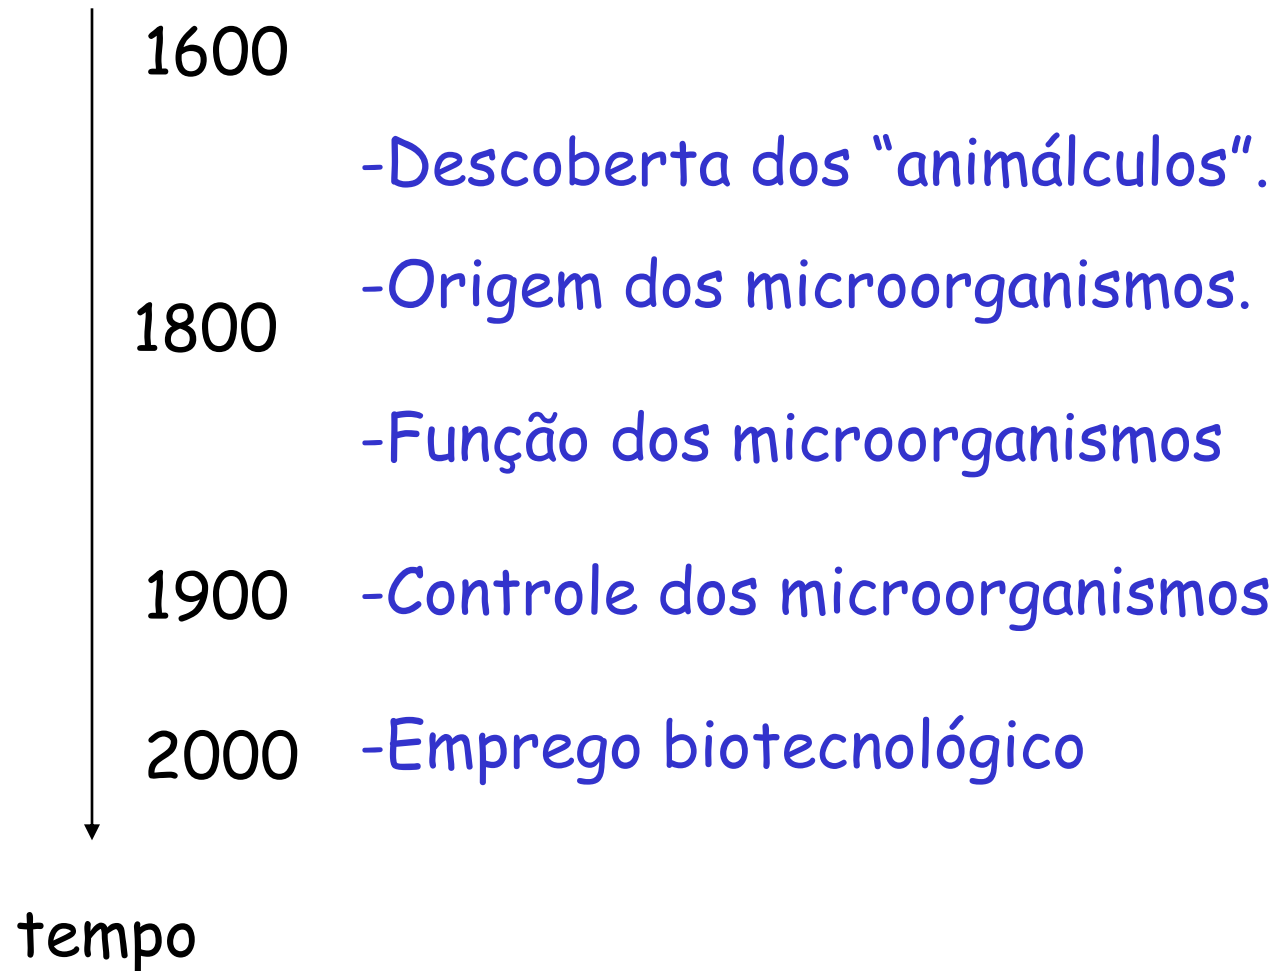 1600
-Descoberta dos “animálculos”.
-Origem dos microorganismos.
1800
-Função dos microorganismos
1900 -Controle dos microorganismos
2000 -Emprego biotecnológico
tempo